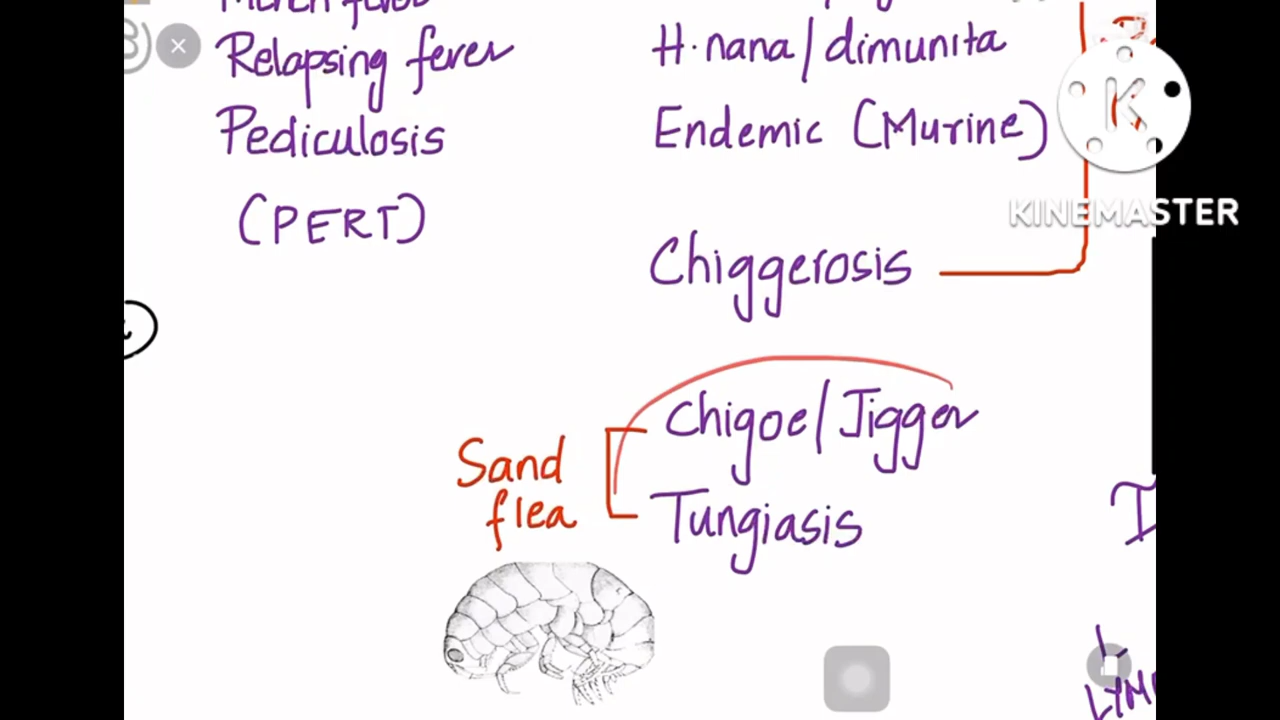 Relapsing fever
Pediculosis
(PERT)
H.nana/dimunita
Endemic (Murine)
Chiggerosis
Chigoe/Jigger
Tungiasis
Sand
flea
K
KINEMASTER